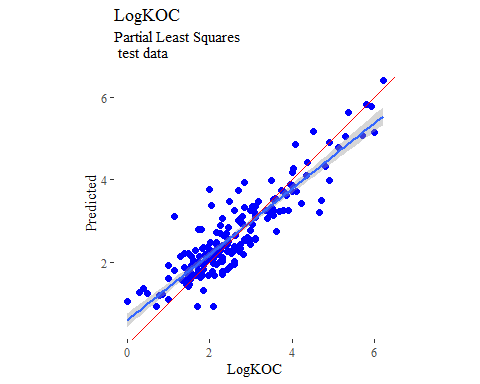 LogKOC
Partial Least Squares
test data
6
4
2
Predicted
0 2 4 6
LogKOC